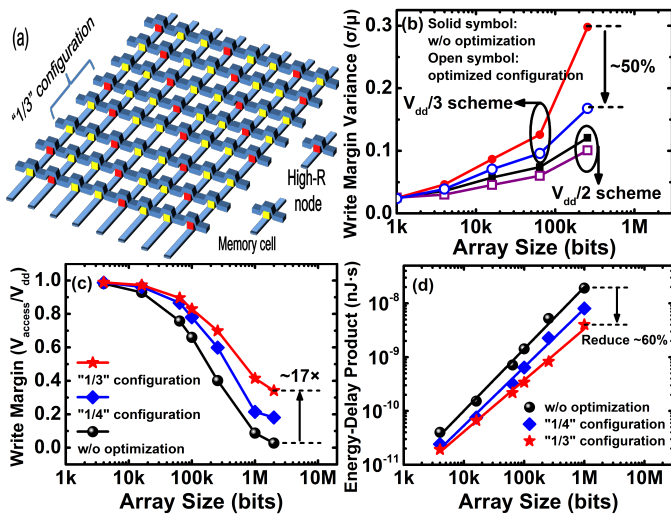 (a)
"1/3" configuration
High-R
node
Memory cell
(b)
Solid symbol:
w/o optimization
Open symbol:
optimized configuration
~50%
V_dd/3 scheme
V_dd/2 scheme
Write Margin Variance (σ/μ)
0.3
0.2
0.1
0.0
1k 10k 100k 1M
Array Size (bits)
(c)
Write Margin (V_access/V_dd)
1.0
0.8
0.6
0.4
0.2
0.0
~17×
"1/3" configuration
"1/4" configuration
w/o optimization
1k 10k 100k 1M 10M
Array Size (bits)
(d)
Energy-Delay Product (nJ·s)
10⁻⁸
10⁻⁹
10⁻¹⁰
10⁻¹¹
Reduce ~60%
w/o optimization
"1/4" configuration
"1/3" configuration
1k 10k 100k 1M 10M
Array Size (bits)